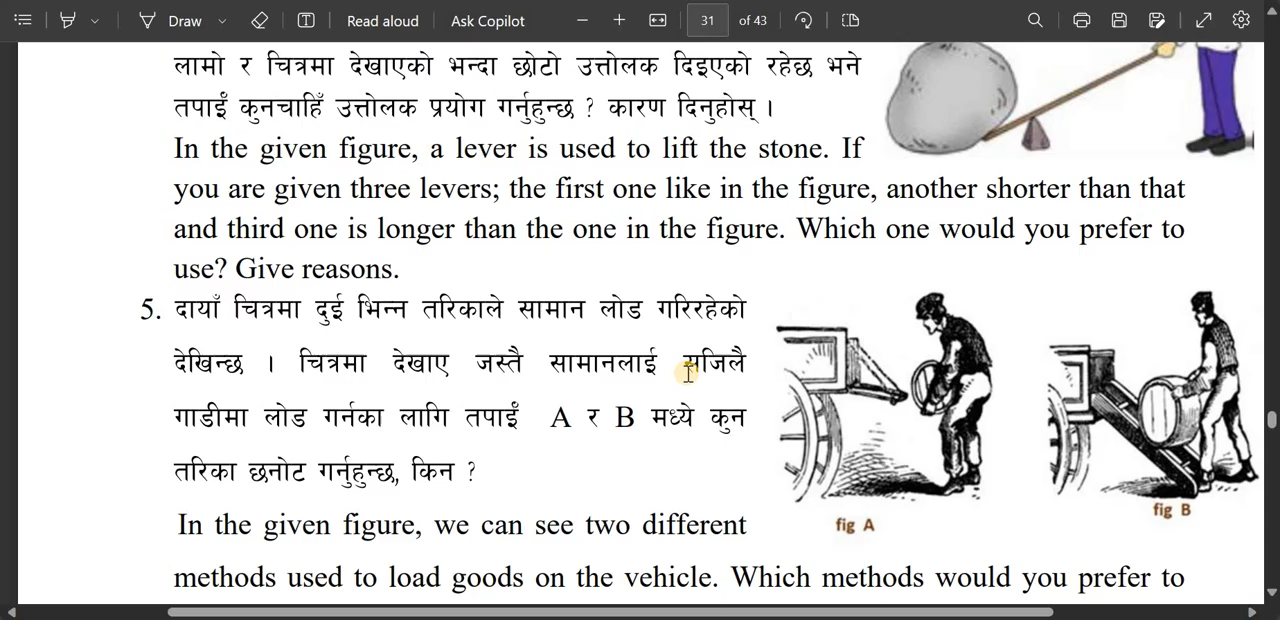 Draw
Read aloud
Ask Copilot
31 of 43
लामो र चित्रमा देखाएको भन्दा छोटो उत्तोलक दिइएको रहेछ भने
तपाईँ कुनचाहिँ उत्तोलक प्रयोग गर्नुहुन्छ ? कारण दिनुहोस् ।
In the given figure, a lever is used to lift the stone. If
you are given three levers; the first one like in the figure, another shorter than that
and third one is longer than the one in the figure. Which one would you prefer to
use? Give reasons.
5. दायाँ चित्रमा दुई भिन्न तरिकाले सामान लोड गरिरहेको
देखिन्छ । चित्रमा देखाए जस्तै सामानलाई सजिलै
गाडीमा लोड गर्नका लागि तपाईँ A र B मध्ये कुन
तरिका छनोट गर्नुहुन्छ, किन ?
fig A
fig B
In the given figure, we can see two different
methods used to load goods on the vehicle. Which methods would you prefer to